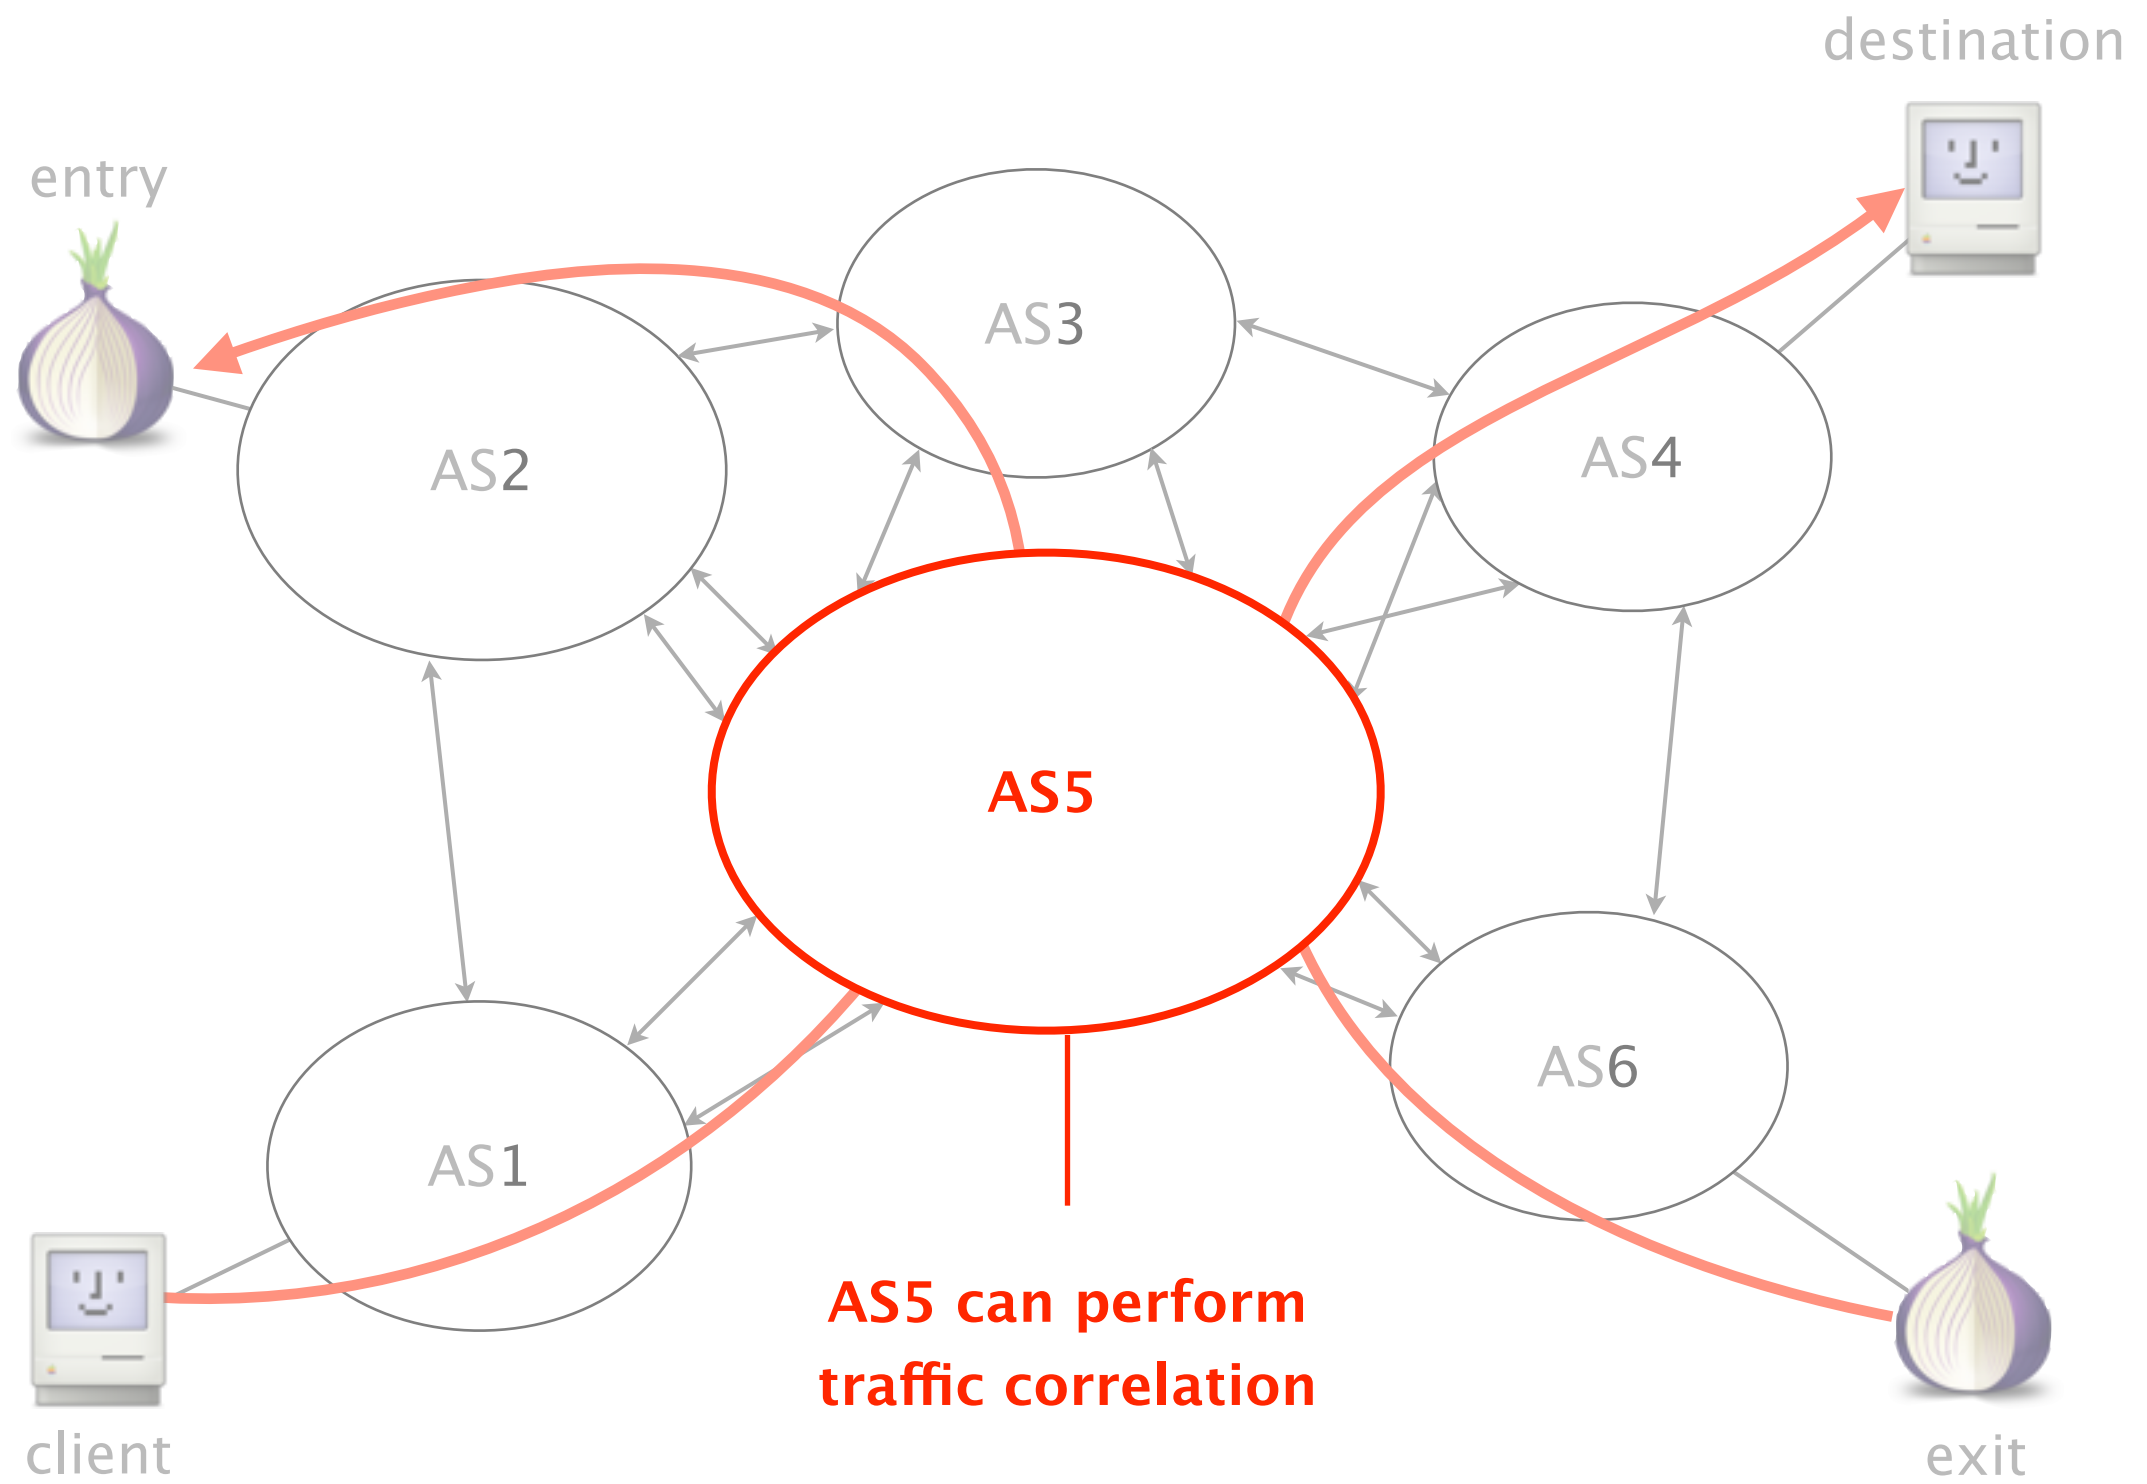 destination
entry
AS3
AS4
AS2
AS5
AS6
AS1
AS5 can perform
traffic correlation
client
exit